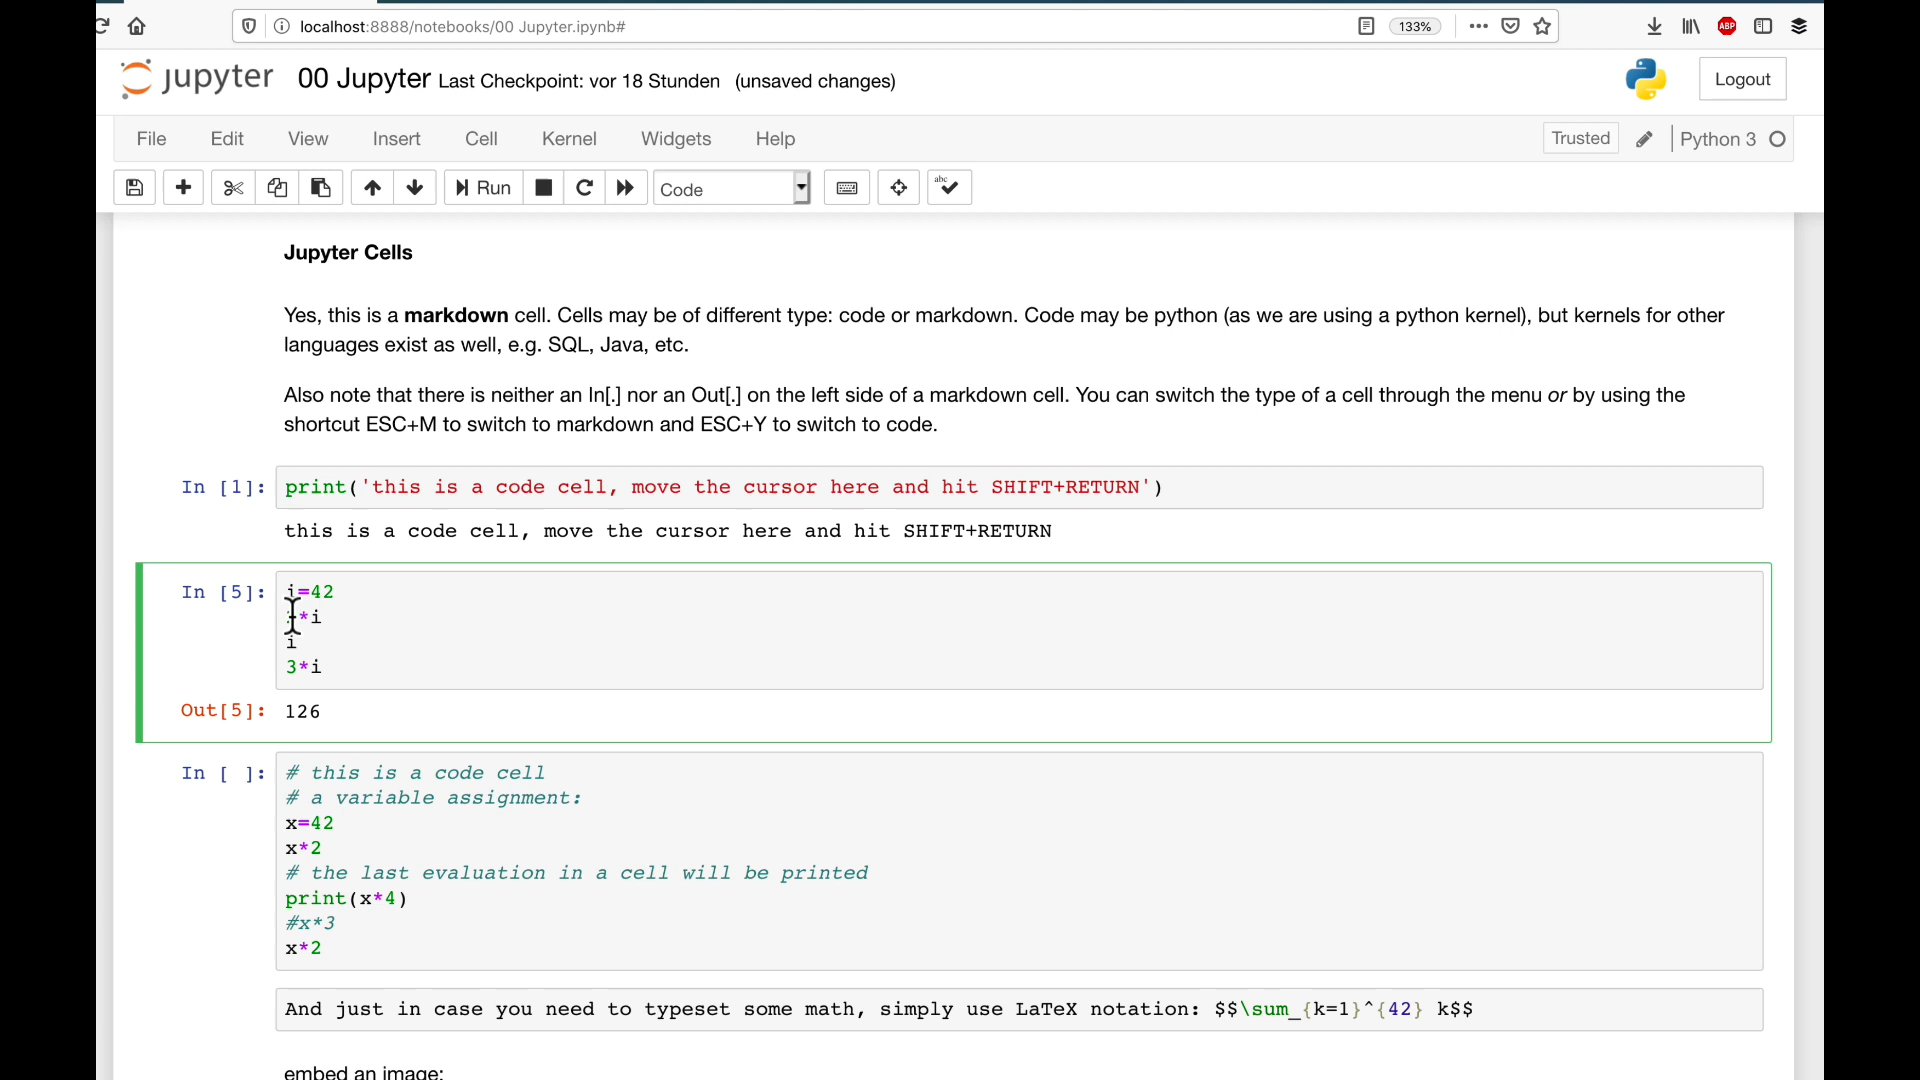 localhost:8888/notebooks/00 Jupyter.ipynb#
133%
ABP
jupyter 00 Jupyter Last Checkpoint: vor 18 Stunden (unsaved changes)
Logout
File Edit View Insert Cell Kernel Widgets Help
Trusted Python 3
Run Code abc
Jupyter Cells
Yes, this is a markdown cell. Cells may be of different type: code or markdown. Code may be python (as we are using a python kernel), but kernels for other
languages exist as well, e.g. SQL, Java, etc.
Also note that there is neither an In[.] nor an Out[.] on the left side of a markdown cell. You can switch the type of a cell through the menu or by using the
shortcut ESC+M to switch to markdown and ESC+Y to switch to code.
In [1]: print('this is a code cell, move the cursor here and hit SHIFT+RETURN')
this is a code cell, move the cursor here and hit SHIFT+RETURN
In [5]: i=42
*i
i
3*i
Out[5]: 126
In [ ]: # this is a code cell
# a variable assignment:
x=42
x*2
# the last evaluation in a cell will be printed
print(x*4)
#x*3
x*2
And just in case you need to typeset some math, simply use LaTeX notation: $$\sum_{k=1}^{42} k$$
embed an image: